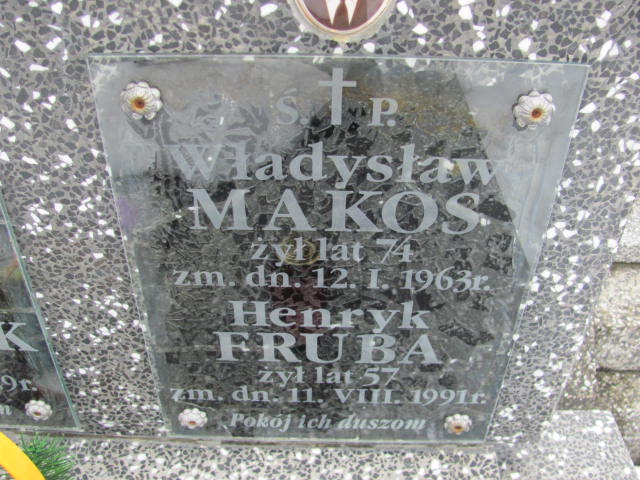 Ś. P.
Władysław
MAKOS
żył lat 74
zm. dn. 12. I. 1963r.
Henryk
FRUBA
żył lat 57
zm. dn. 11. VIII. 1991r.
Pokój ich duszom
K
9r.